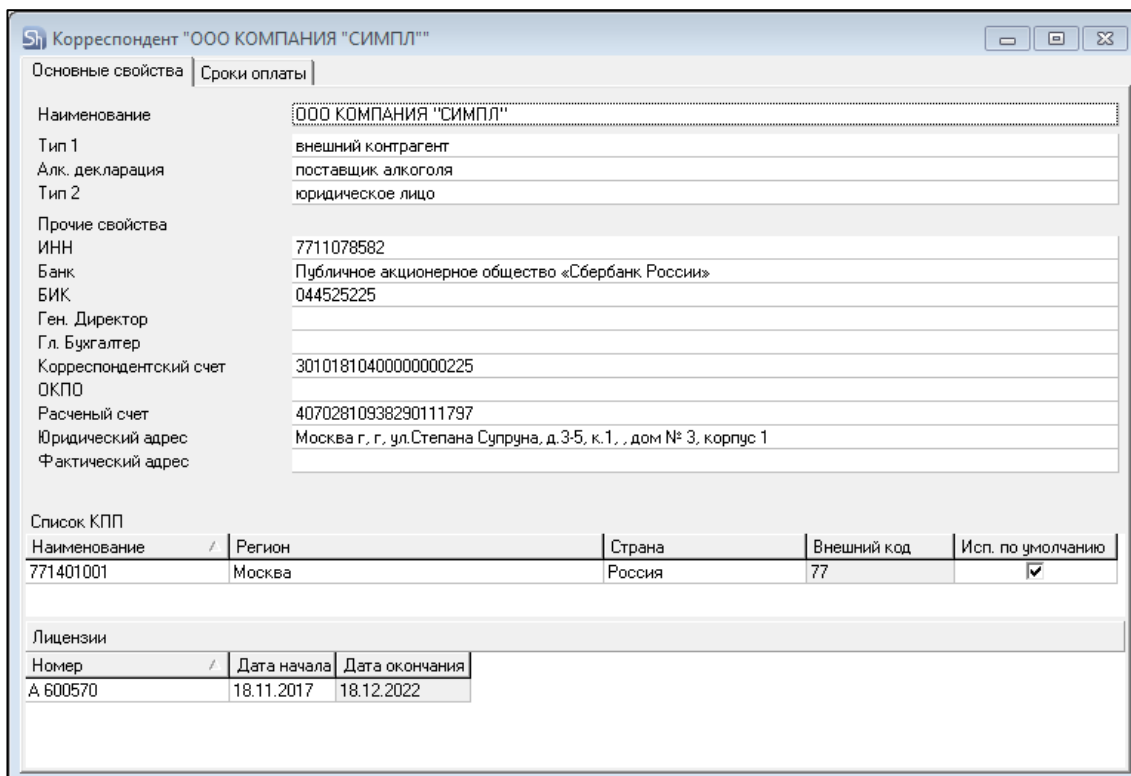 Sh Корреспондент "ООО КОМПАНИЯ "СИМПЛ""
Основные свойства Сроки оплаты
Наименование ООО КОМПАНИЯ "СИМПЛ"
Тип 1 внешний контрагент
Алк. декларация поставщик алкоголя
Тип 2 юридическое лицо
Прочие свойства
ИНН 7711078582
Банк Публичное акционерное общество «Сбербанк России»
БИК 044525225
Ген. Директор
Гл. Бухгалтер
Корреспондентский счет 30101810400000000225
ОКПО
Расченый счет 40702810938290111797
Юридический адрес Москва г, г, ул.Степана Супруна, д.3-5, к.1, , дом № 3, корпус 1
Фактический адрес
Список КПП
Наименование Регион Страна Внешний код Исп. по умолчанию
771401001 Москва Россия 77
Лицензии
Номер Дата начала Дата окончания
А 600570 18.11.2017 18.12.2022